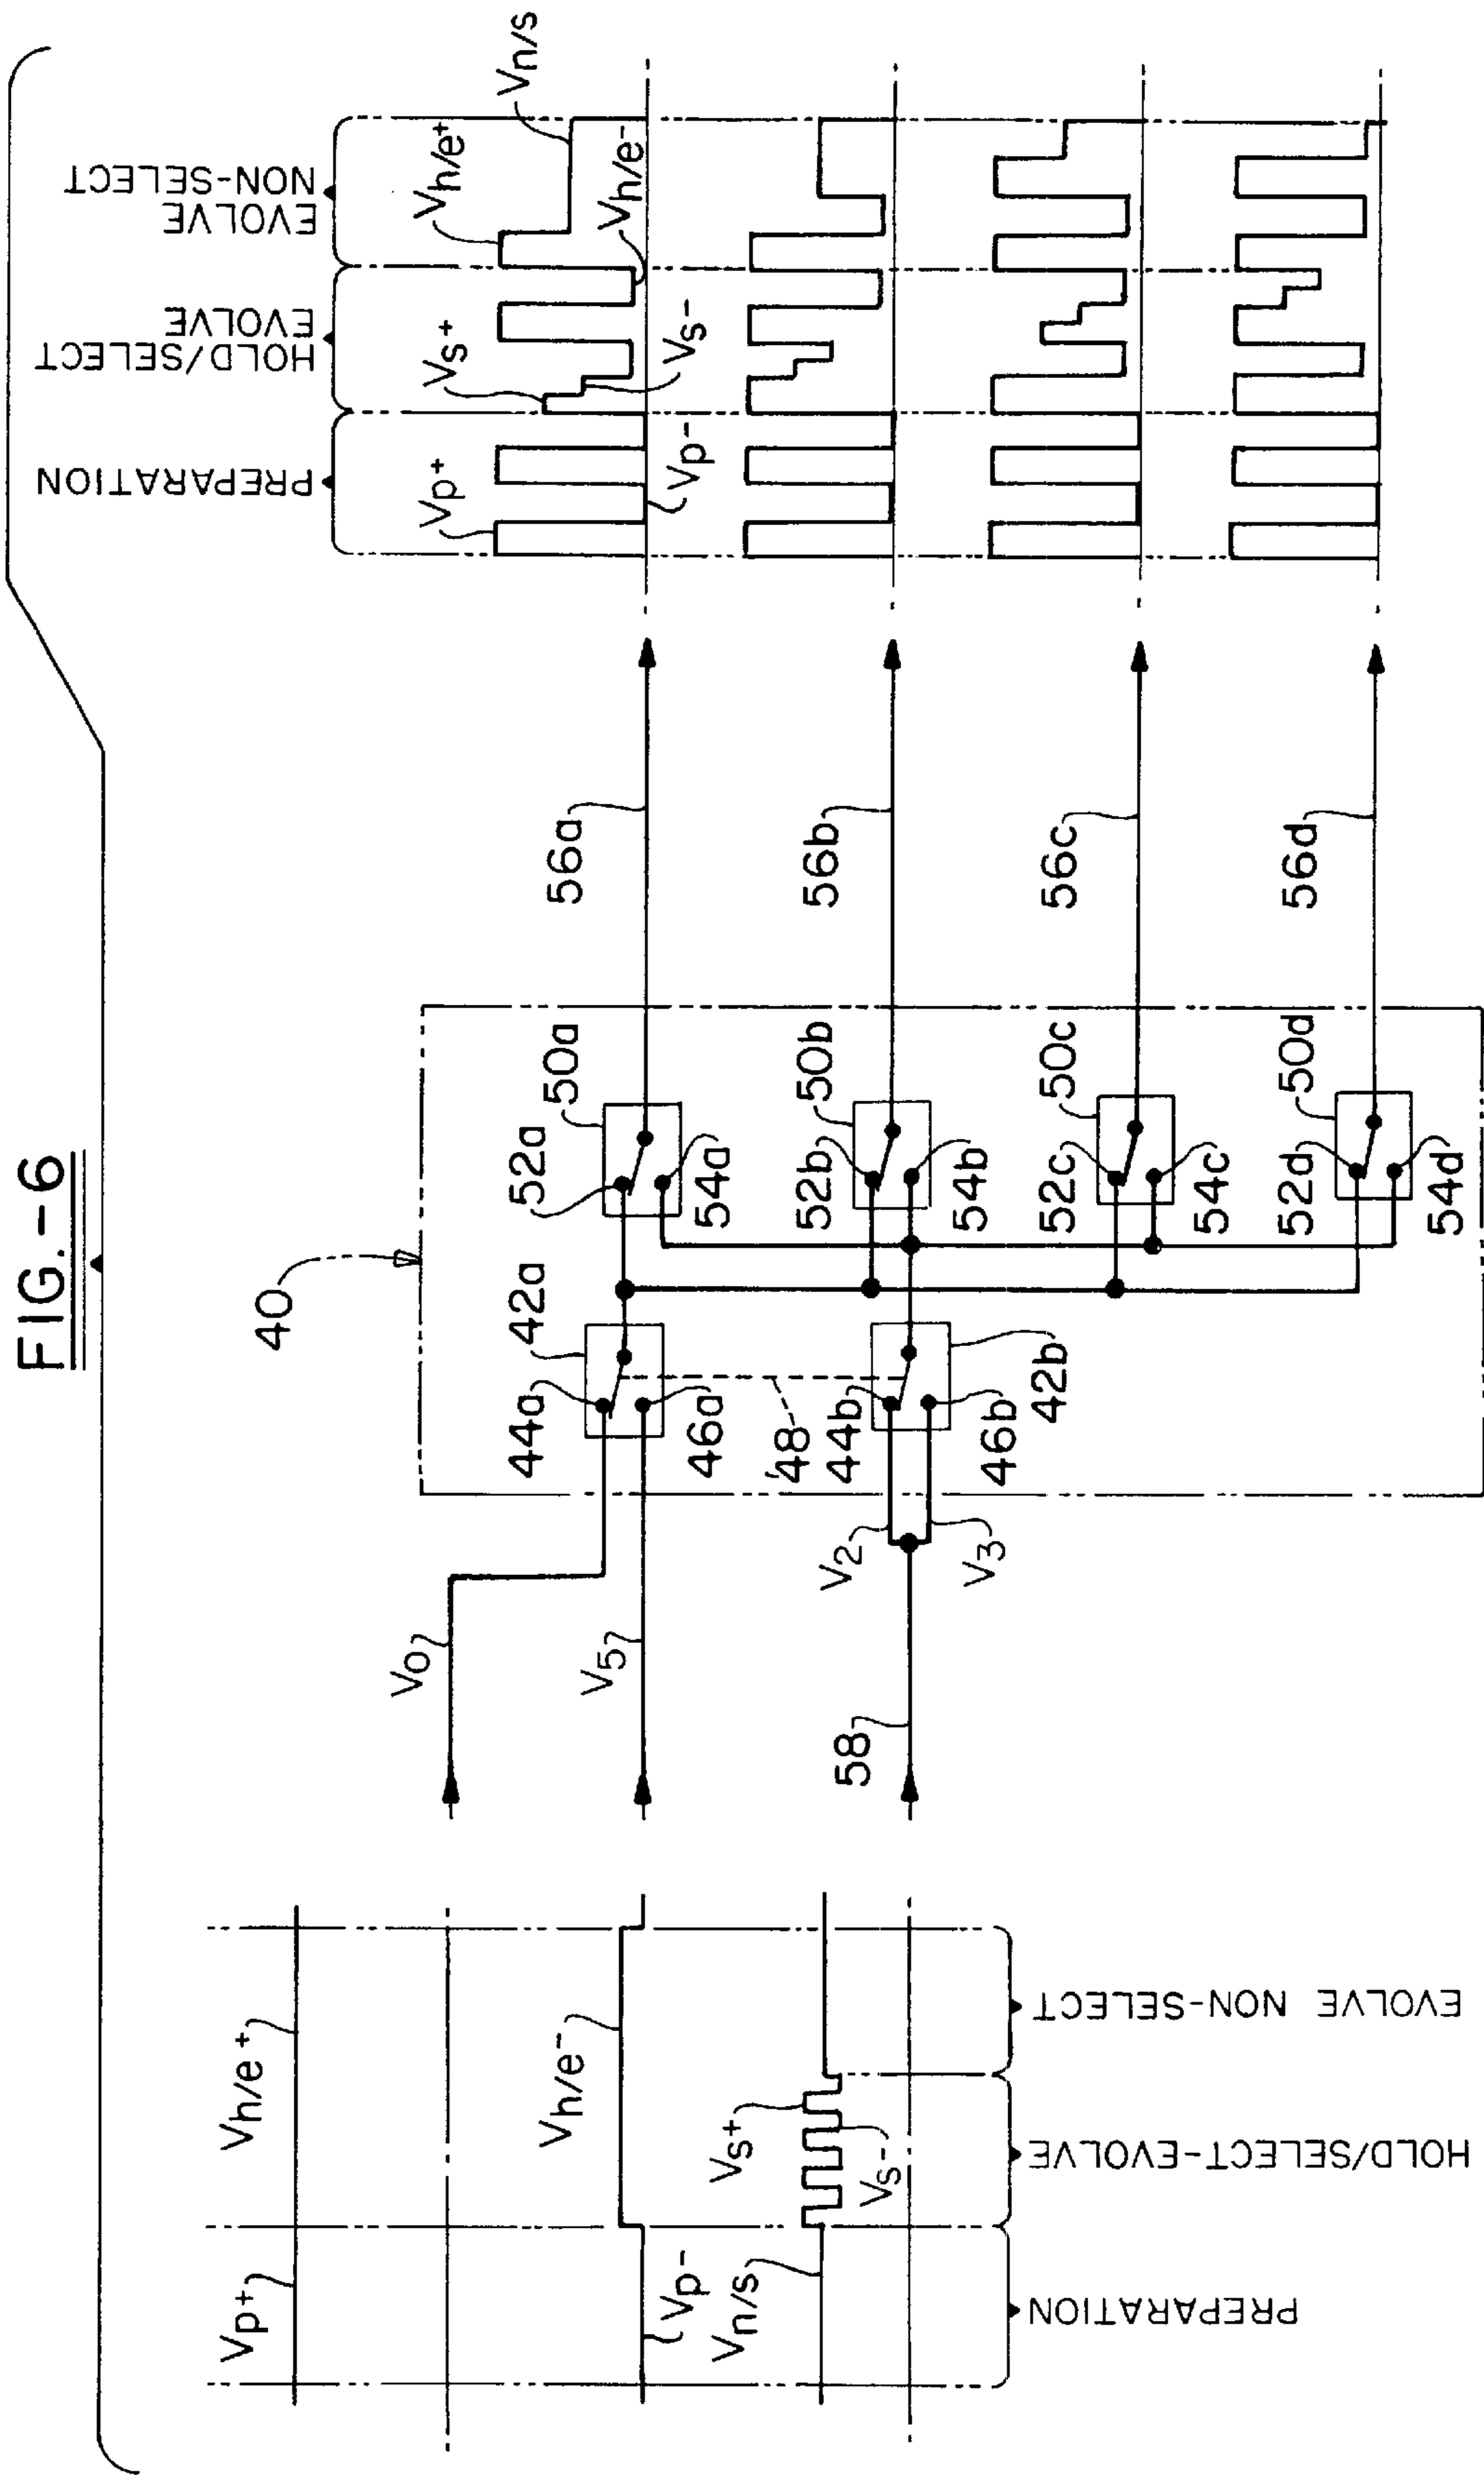 FIG.-6
Vp+
Vh/e+
Vh/e-
Vp-
Vn/s
Vs+
Vs-
PREPARATION
HOLD/SELECT-EVOLVE
EVOLVE NON-SELECT
V0
V5
58
V2
V3
40
44a
42a
46a
48
44b
42b
46b
52a
50a
54a
52b
50b
54b
52c
50c
54c
52d
50d
54d
56a
56b
56c
56d
PREPARATION
HOLD/SELECT
EVOLVE
EVOLVE
NON-SELECT
Vp+
Vp-
Vs+
Vs-
Vh/e+
Vh/e-
Vn/s